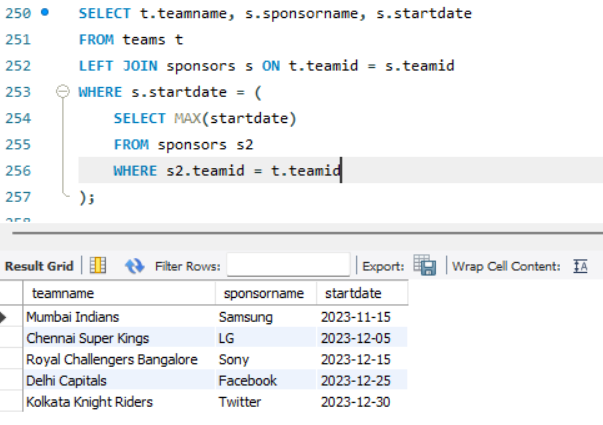 250 SELECT t.teamname, s.sponsorname, s.startdate
251 FROM teams t
252 LEFT JOIN sponsors s ON t.teamid = s.teamid
253 WHERE s.startdate = (
254 SELECT MAX(startdate)
255 FROM sponsors s2
256 WHERE s2.teamid = t.teamid
257 );
Result Grid Filter Rows: Export: Wrap Cell Content: IA
teamname sponsorname startdate
Mumbai Indians Samsung 2023-11-15
Chennai Super Kings LG 2023-12-05
Royal Challengers Bangalore Sony 2023-12-15
Delhi Capitals Facebook 2023-12-25
Kolkata Knight Riders Twitter 2023-12-30